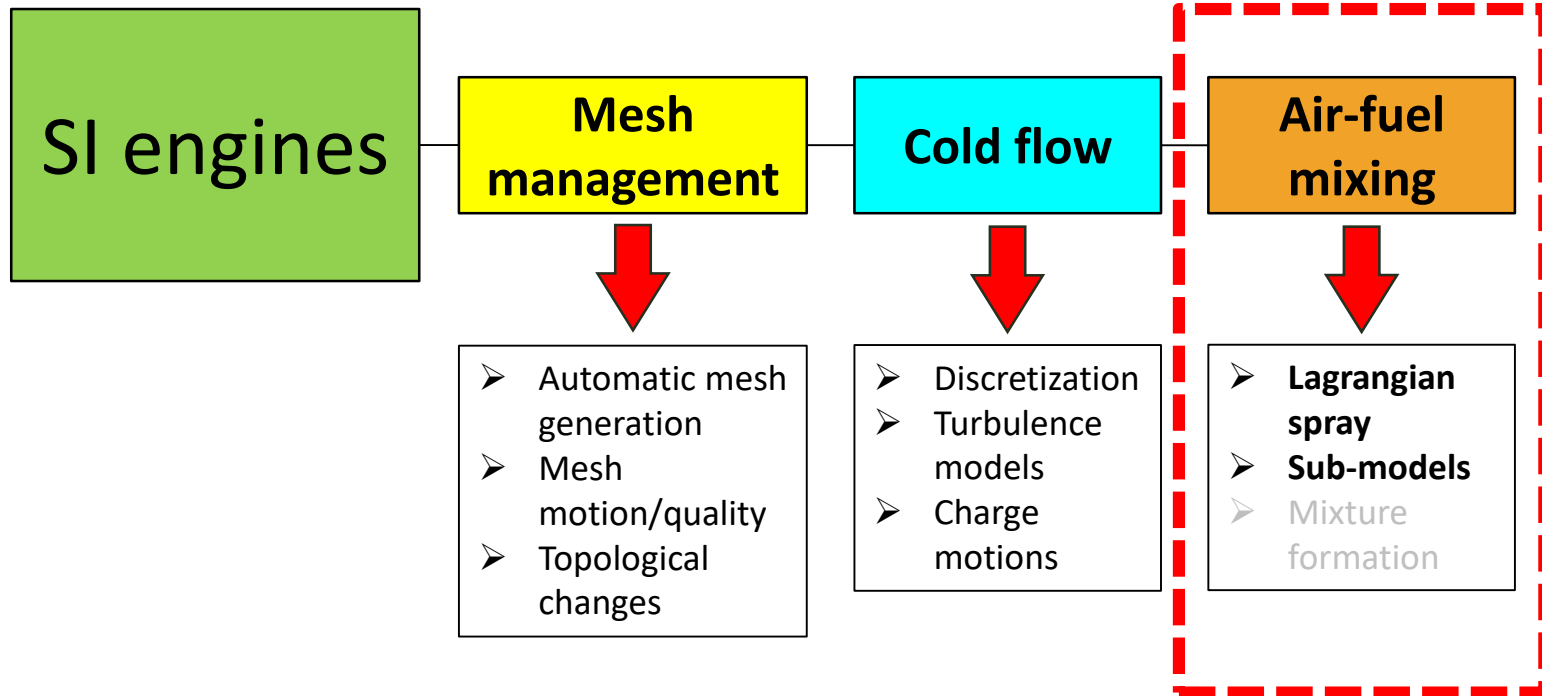 SI engines
Mesh
management
Cold flow
Air-fuel
mixing
➢ Automatic mesh
generation
➢ Mesh
motion/quality
➢ Topological
changes
➢ Discretization
➢ Turbulence
models
➢ Charge
motions
➢ Lagrangian
spray
➢ Sub-models
➢ Mixture
formation